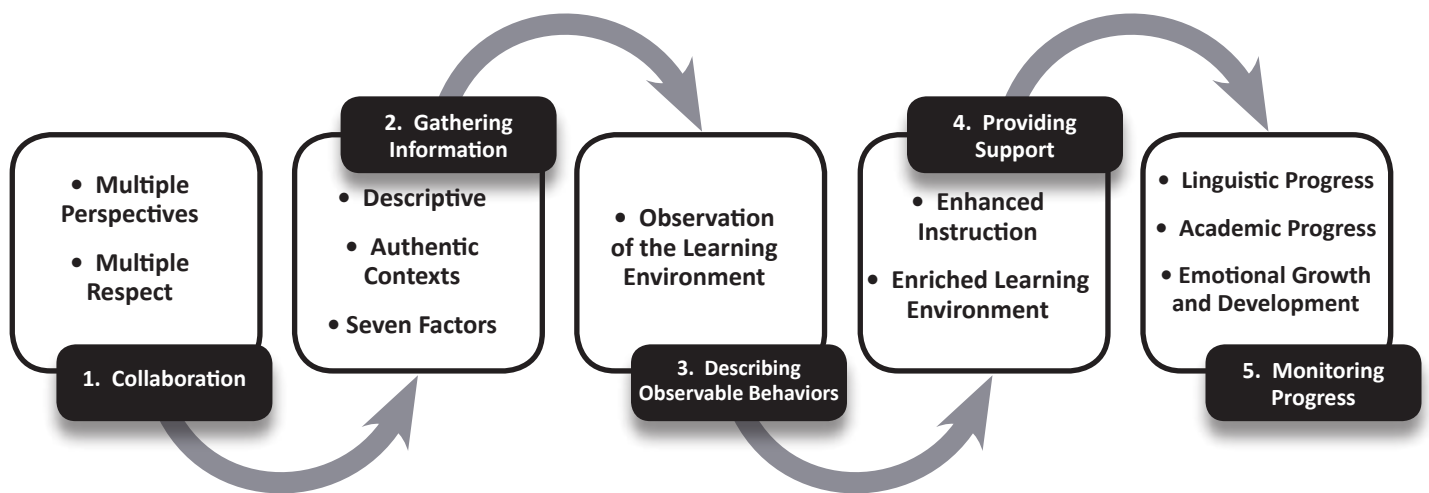 • Multiple
Perspectives
• Multiple
Respect
1. Collaboration
2. Gathering
Information
• Descriptive
• Authentic
Contexts
• Seven Factors
• Observation
of the Learning
Environment
3. Describing
Observable Behaviors
4. Providing
Support
• Enhanced
Instruction
• Enriched Learning
Environment
• Linguistic Progress
• Academic Progress
• Emotional Growth
and Development
5. Monitoring
Progress